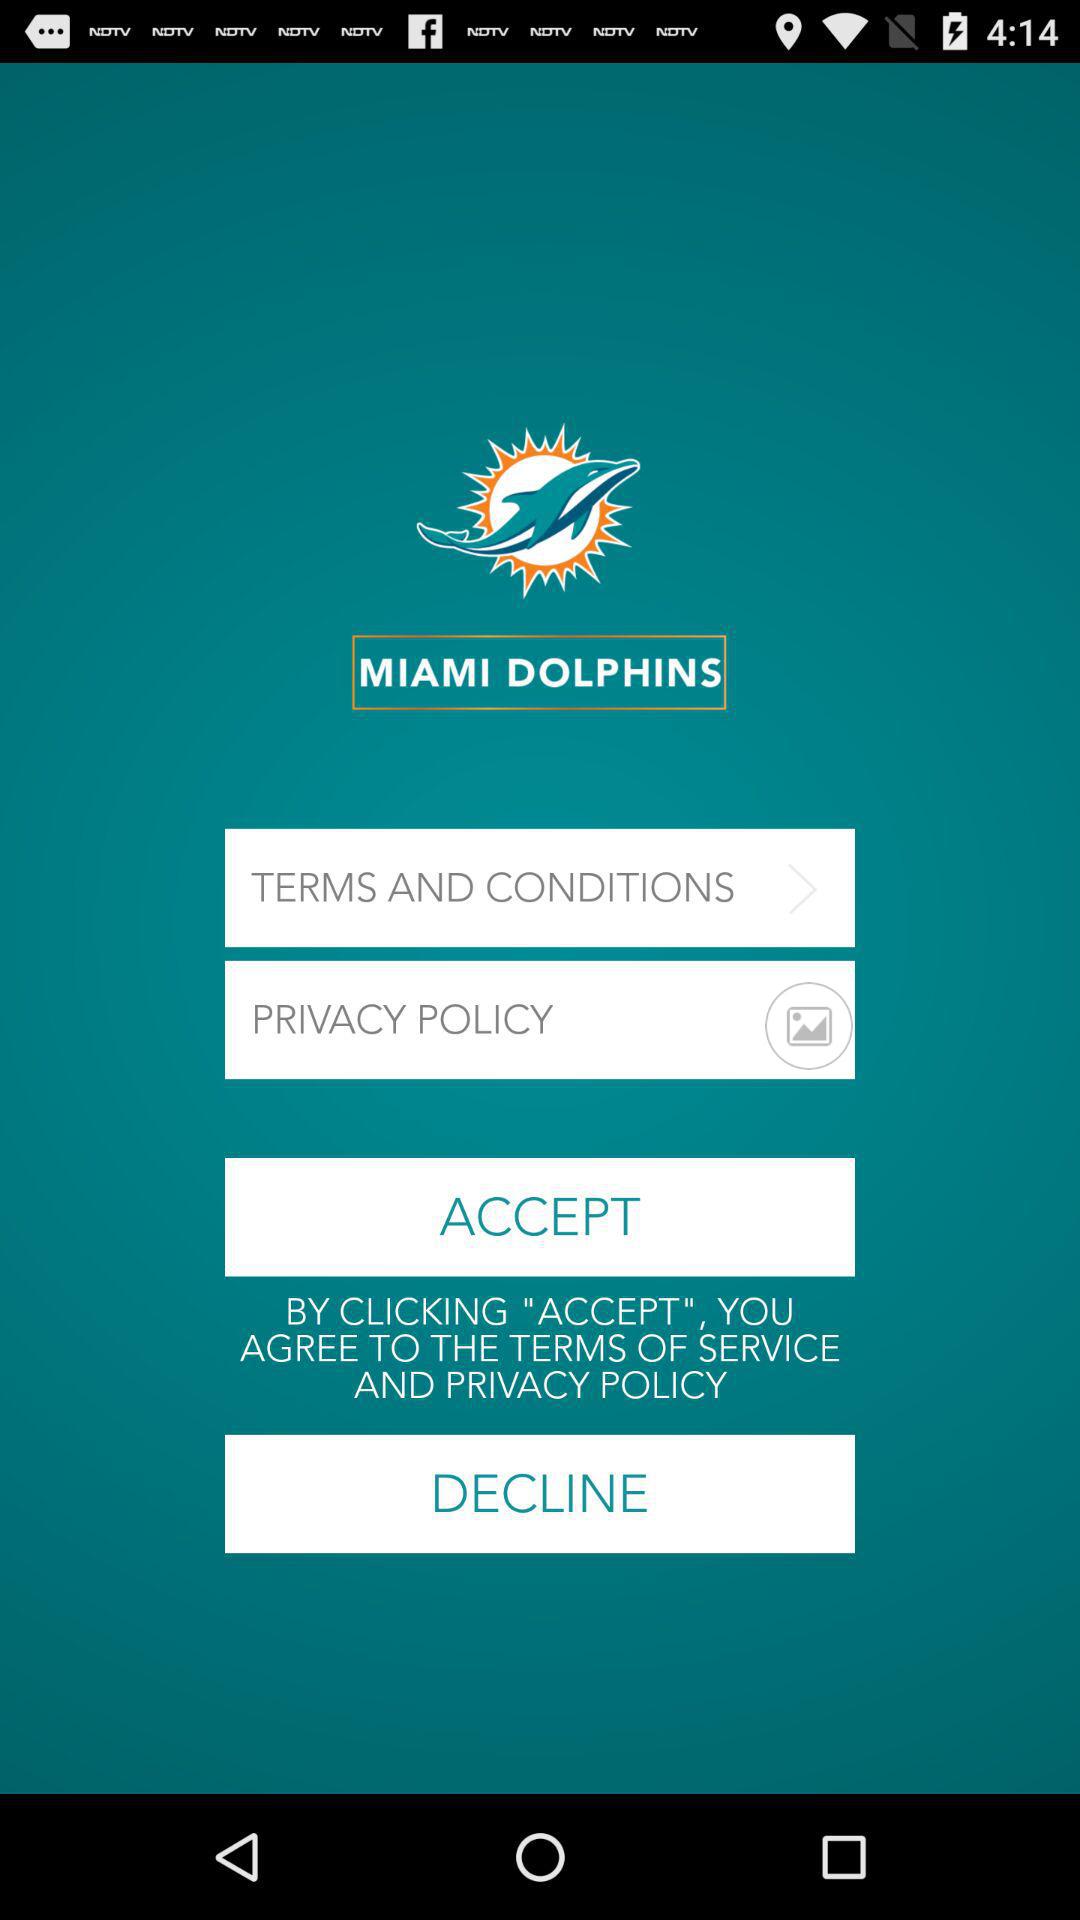 NDTV NDTV NDTV NDTV NDTV NDTV NDTV NDTV NDTV 4:14
MIAMI DOLPHINS
TERMS AND CONDITIONS
PRIVACY POLICY
ACCEPT
BY CLICKING "ACCEPT", YOU
AGREE TO THE TERMS OF SERVICE
AND PRIVACY POLICY
DECLINE